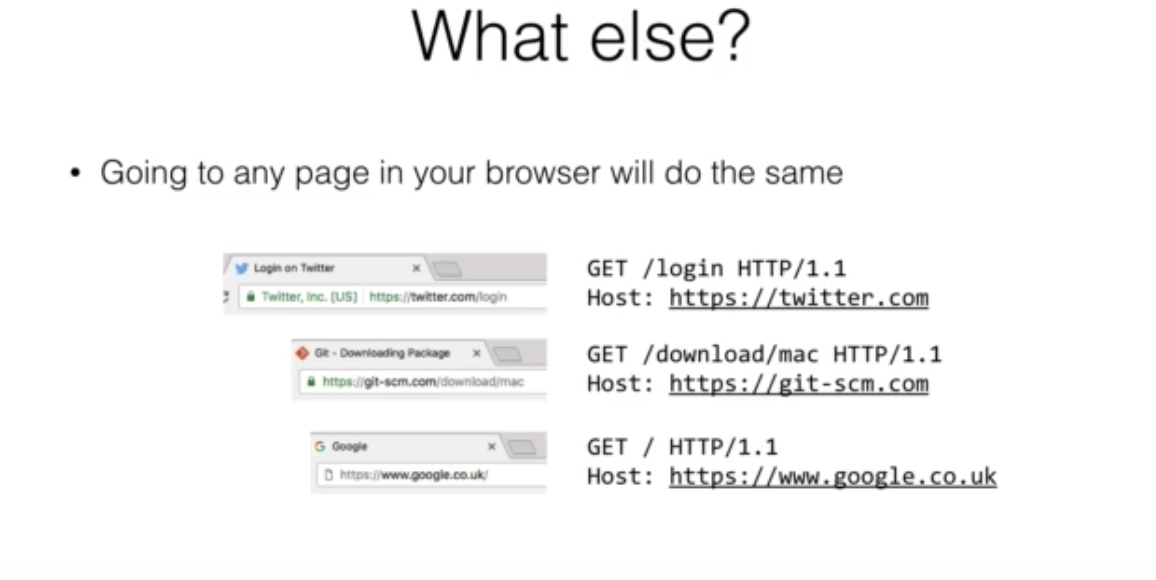 What else?
• Going to any page in your browser will do the same
Login on Twitter
Twitter, Inc. [US] https://twitter.com/login
GET /login HTTP/1.1
Host: https://twitter.com
Git - Downloading Package
https://git-scm.com/download/mac
GET /download/mac HTTP/1.1
Host: https://git-scm.com
Google
https://www.google.co.uk/
GET / HTTP/1.1
Host: https://www.google.co.uk